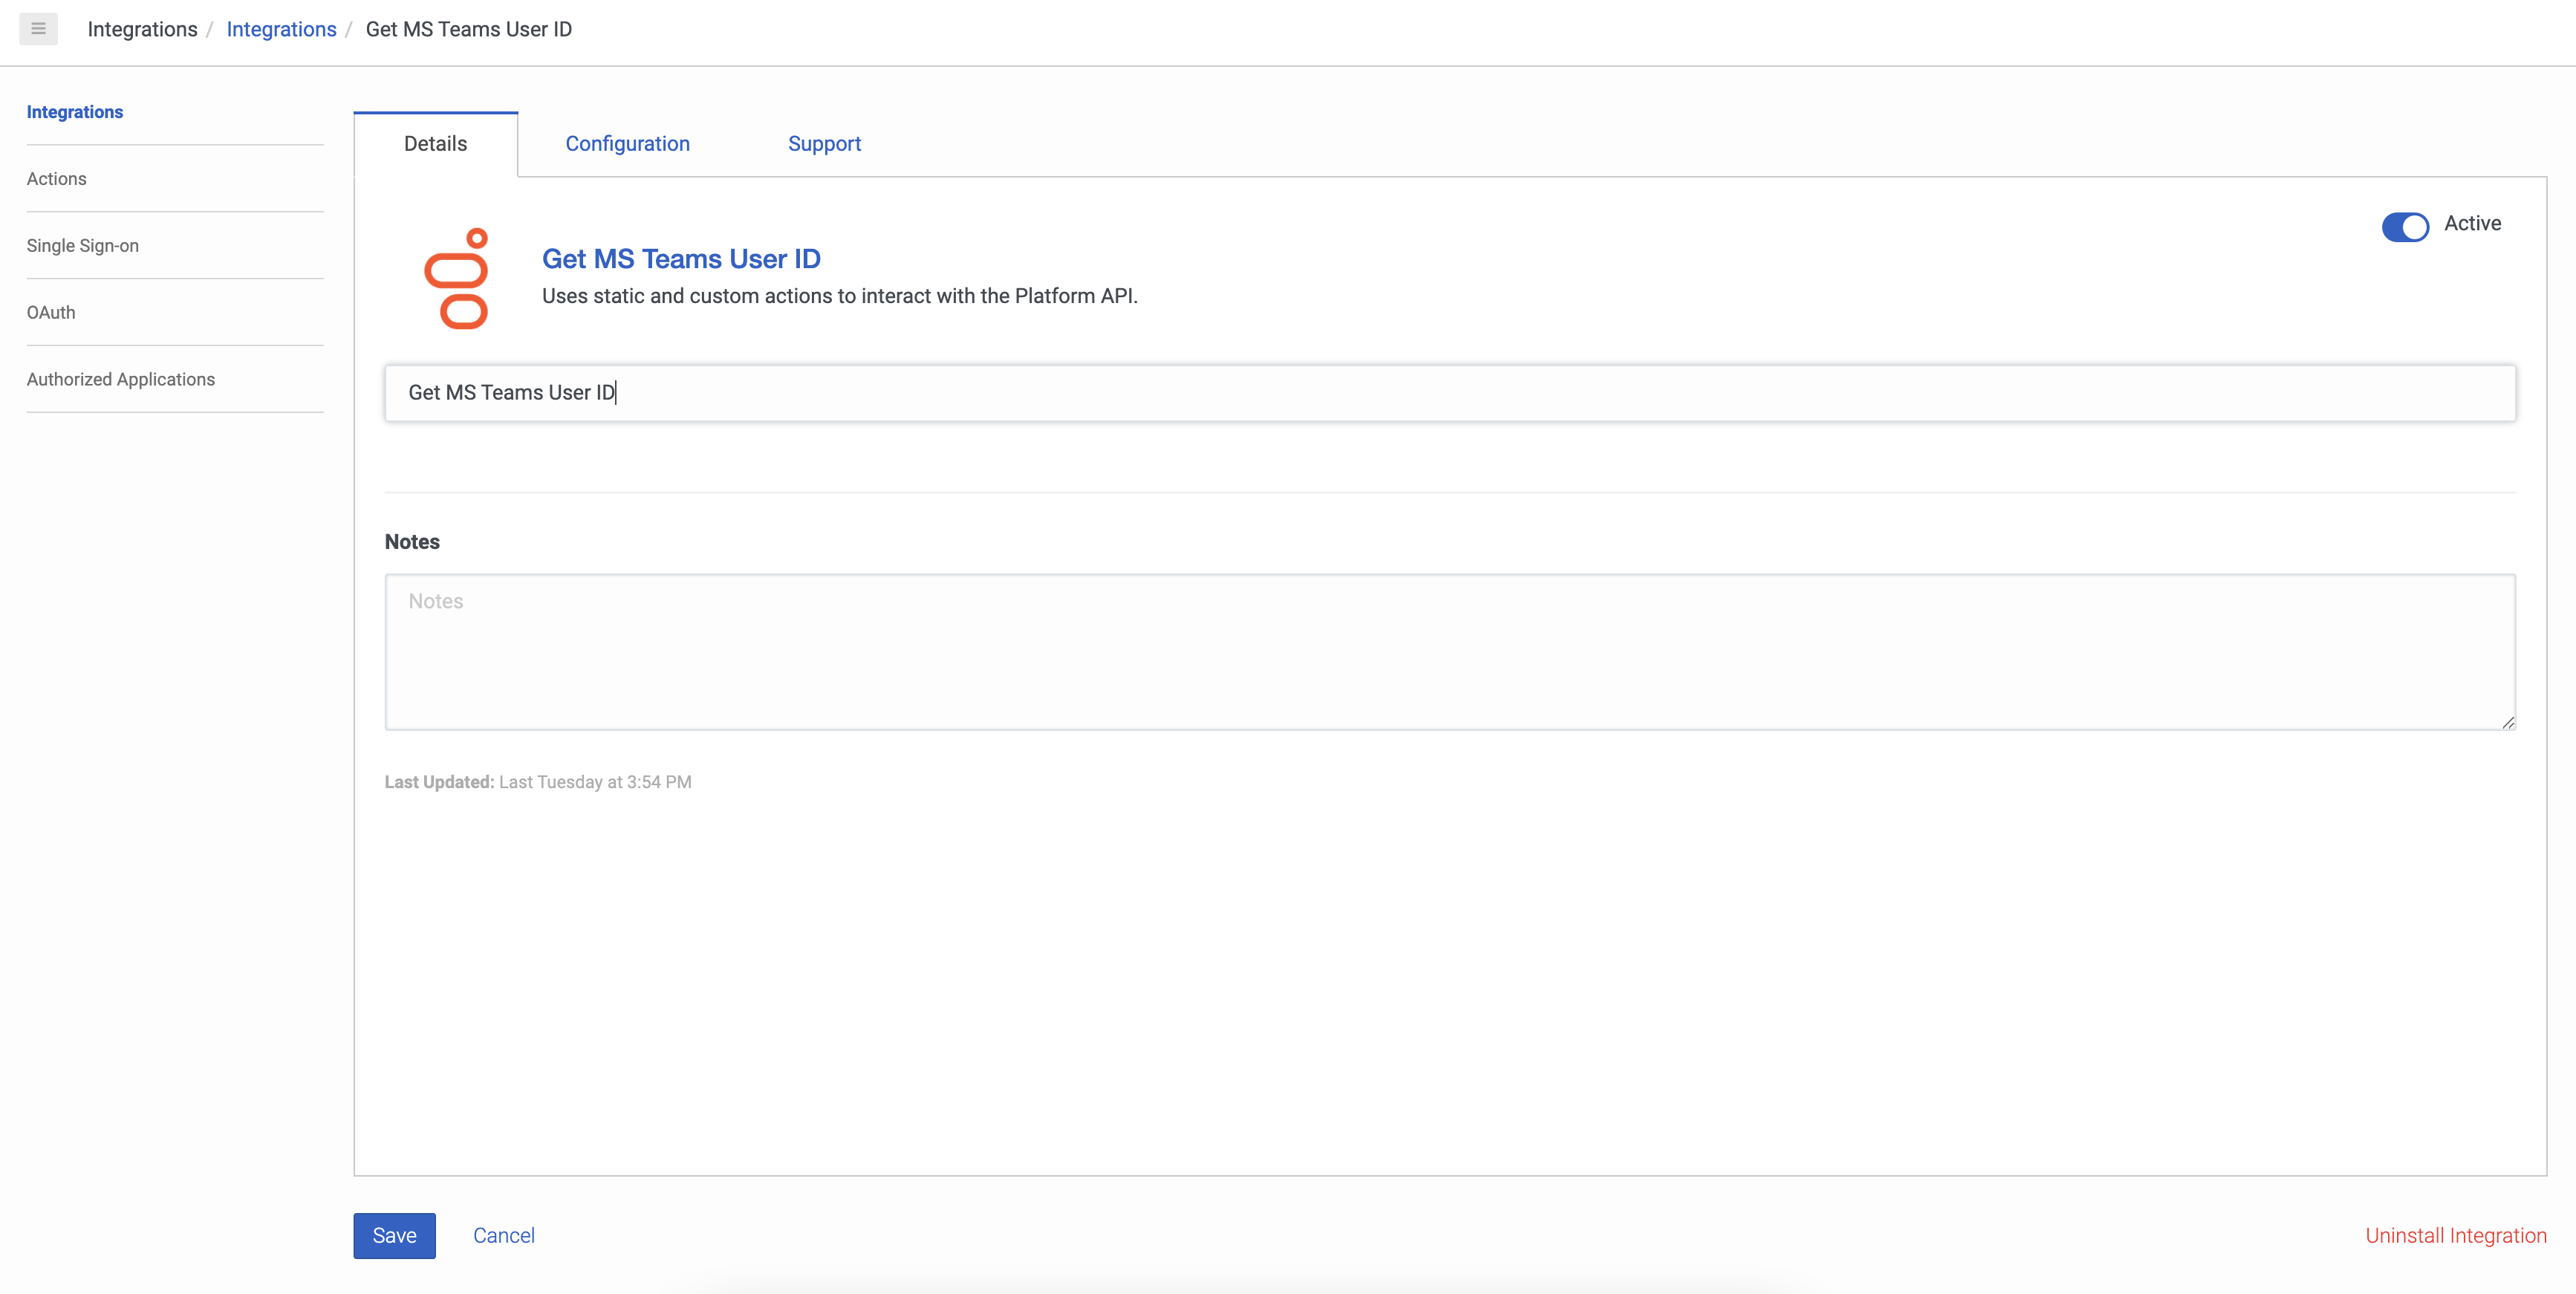 Integrations / Integrations / Get MS Teams User ID
Integrations
Actions
Single Sign-on
OAuth
Authorized Applications
Details Configuration Support
Active
Get MS Teams User ID
Uses static and custom actions to interact with the Platform API.
Get MS Teams User ID
Notes
Notes
Last Updated: Last Tuesday at 3:54 PM
Save Cancel Uninstall Integration